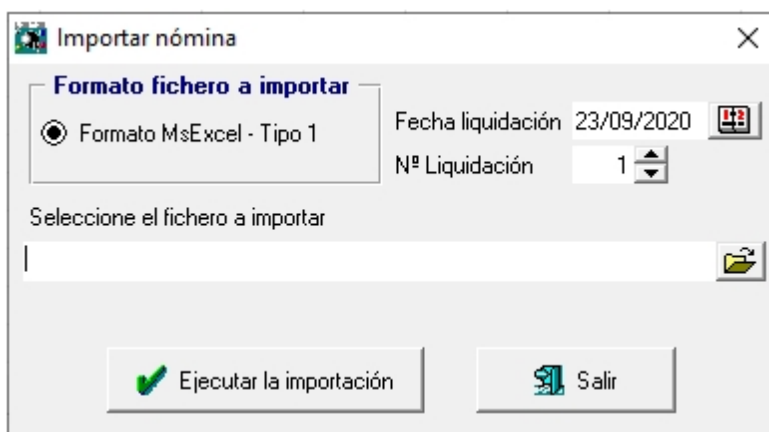 Importar nómina
Formato fichero a importar
Formato MsExcel - Tipo 1
Fecha liquidación 23/09/2020
Nº Liquidación 1
Seleccione el fichero a importar
Ejecutar la importación
Salir